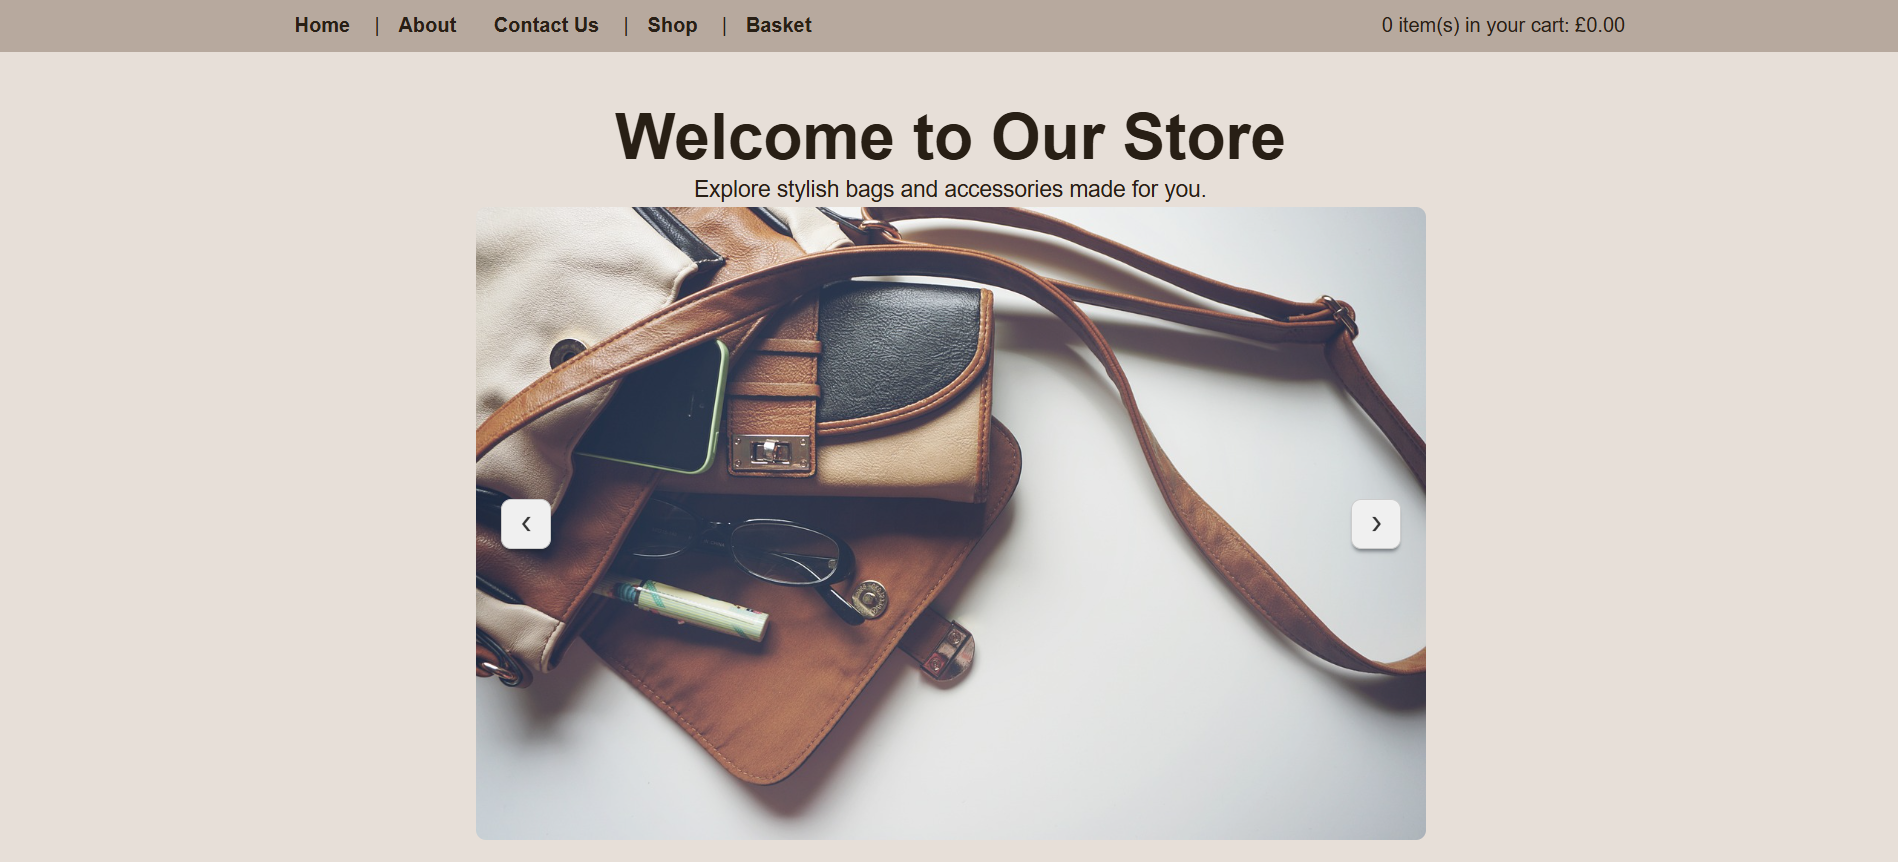 Home | About Contact Us | Shop | Basket 0 item(s) in your cart: £0.00
Welcome to Our Store
Explore stylish bags and accessories made for you.
‹ ›